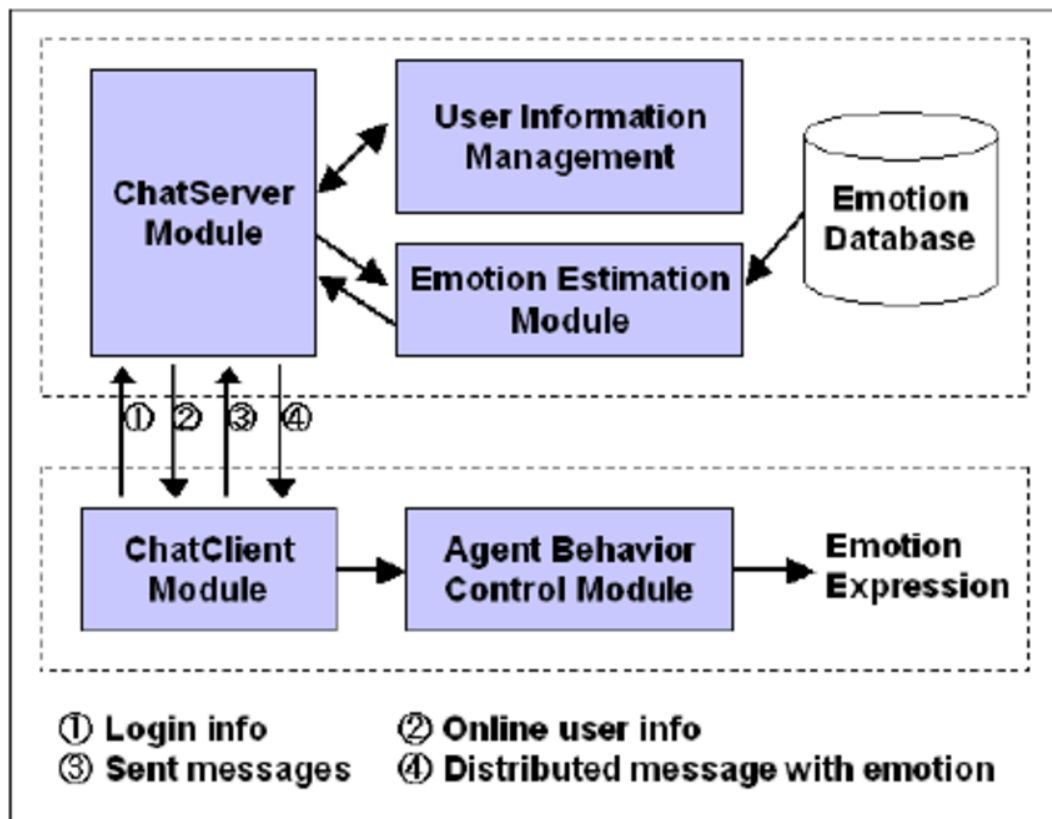 User Information
Management
ChatServer
Module
Emotion
Database
Emotion Estimation
Module
① ② ③ ④
ChatClient
Module
Agent Behavior
Control Module
Emotion
Expression
① Login info ② Online user info
③ Sent messages ④ Distributed message with emotion